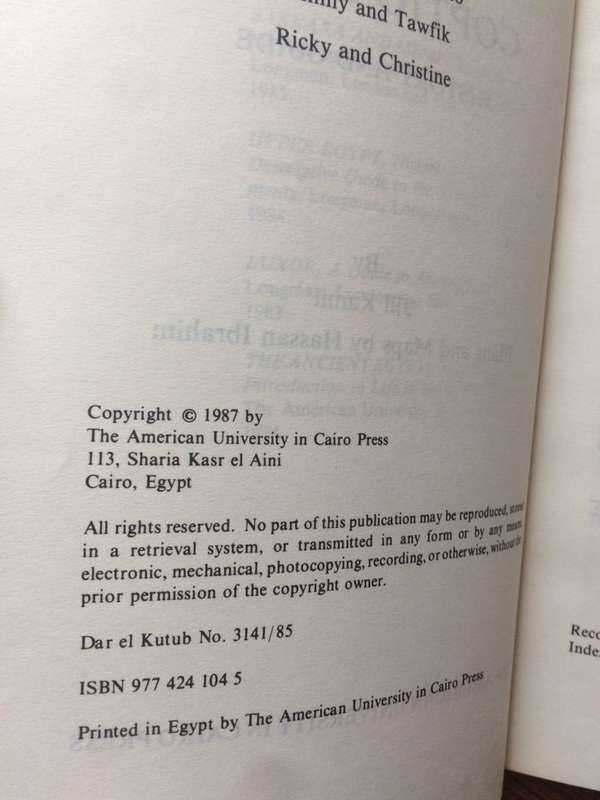 and Tawfik
Ricky and Christine
Copyright © 1987 by
The American University in Cairo Press
113, Sharia Kasr el Aini
Cairo, Egypt
All rights reserved. No part of this publication may be reproduced, stored
in a retrieval system, or transmitted in any form or by any means,
electronic, mechanical, photocopying, recording, or otherwise, without the
prior permission of the copyright owner.
Dar el Kutub No. 3141/85
ISBN 977 424 104 5
Printed in Egypt by The American University in Cairo Press